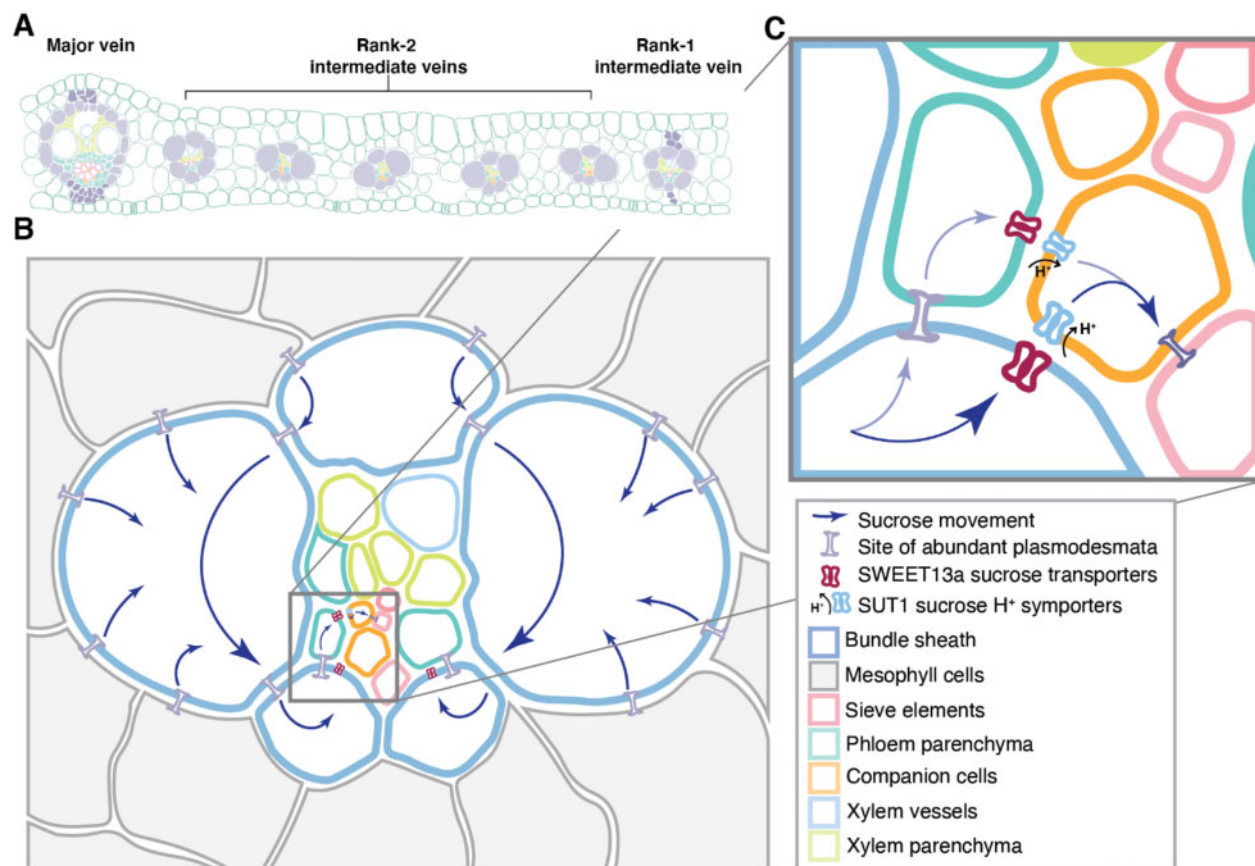 A
Major vein
Rank-2
intermediate veins
Rank-1
intermediate vein
B
C
H+
H+
Sucrose movement
Site of abundant plasmodesmata
SWEET13a sucrose transporters
H+ SUT1 sucrose H+ symporters
Bundle sheath
Mesophyll cells
Sieve elements
Phloem parenchyma
Companion cells
Xylem vessels
Xylem parenchyma